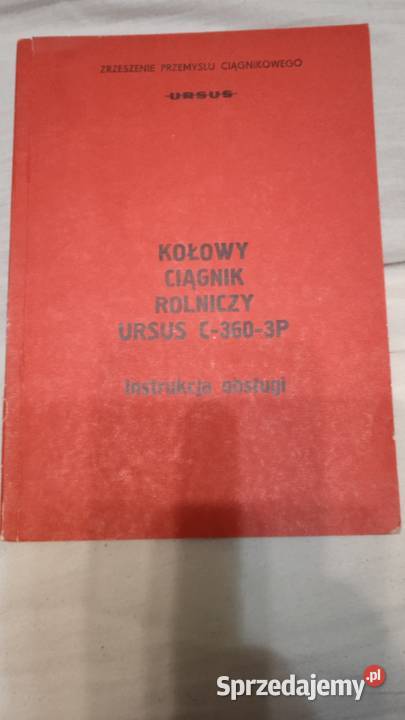 ZRZESZENIE PRZEMYSŁU CIĄGNIKOWEGO
URSUS
KOŁOWY
CIĄGNIK
ROLNICZY
URSUS C-360-3P
Instrukcja obsługi
Sprzedajemy.pl